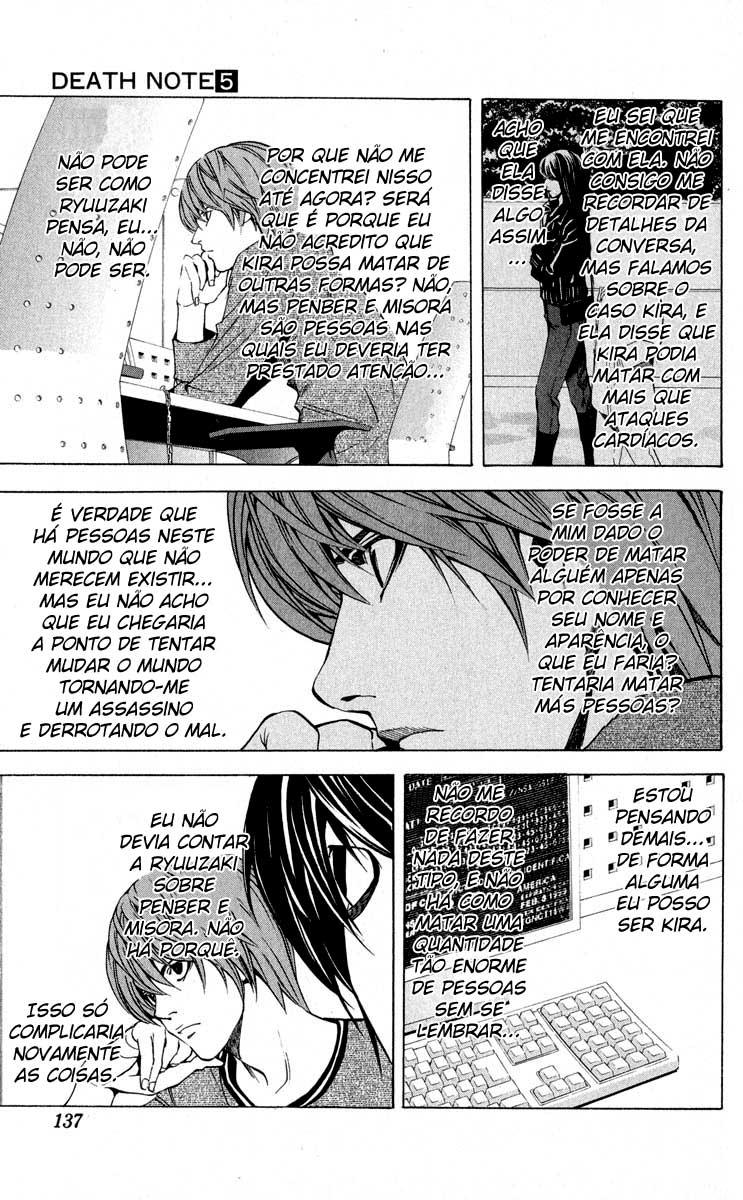 DEATH NOTE 5
EU SEI QUE
ME ENCONTREI
COM ELA. NÃO
CONSIGO ME
RECORDAR DE
DETALHES DA
CONVERSA,
MAS FALAMOS
SOBRE O
CASO KIRA, E
ELA DISSE QUE
KIRA PODIA
MATAR COM
MAIS QUE
ATAQUES
CARDÍACOS.
ACHO
QUE
ELA
DISSE
ALGO
ASSIM
...
POR QUE NÃO ME
CONCENTREI NISSO
ATÉ AGORA? SERÁ
QUE É PORQUE EU
NÃO ACREDITO QUE
KIRA POSSA MATAR DE
OUTRAS FORMAS? NÃO,
MAS PENBER E MISORA
SÃO PESSOAS NAS
QUAIS EU DEVERIA TER
PRESTADO ATENÇÃO...
NÃO PODE
SER COMO
RYUUZAKI
PENSA, EU...
NÃO, NÃO
PODE SER.
SE FOSSE A
MIM DADO O
PODER DE MATAR
ALGUÉM APENAS
POR CONHECER
SEU NOME E
APARÊNCIA, O
QUE EU FARIA?
TENTARIA MATAR
MÁS PESSOAS?
É VERDADE QUE
HÁ PESSOAS NESTE
MUNDO QUE NÃO
MERECEM EXISTIR...
MAS EU NÃO ACHO
QUE EU CHEGARIA
A PONTO DE TENTAR
MUDAR O MUNDO
TORNANDO-ME
UM ASSASSINO
E DERROTANDO O MAL.
ESTOU
PENSANDO
DEMAIS...
DE FORMA
ALGUMA
EU POSSO
SER KIRA.
NÃO ME
RECORDO
DE FAZER
NADA DESTE
TIPO, E NÃO
HÁ COMO
MATAR UMA
QUANTIDADE
TÃO ENORME
DE PESSOAS
SEM SE
LEMBRAR...
EU NÃO
DEVIA CONTAR
A RYUUZAKI
SOBRE
PENBER E
MISORA. NÃO
HÁ PORQUÊ.
ISSO SÓ
COMPLICARIA
NOVAMENTE
AS COISAS.
137